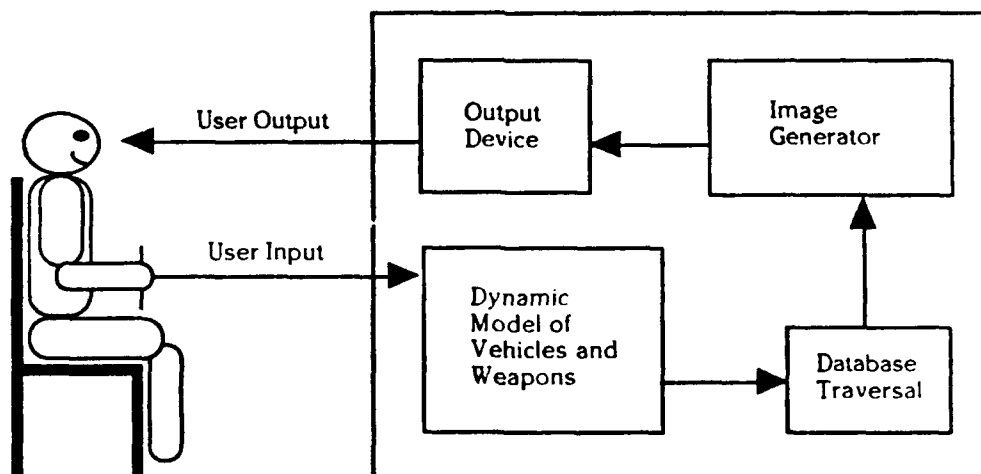 User Output
Output
Device
Image
Generator
User Input
Dynamic
Model of
Vehicles and
Weapons
Database
Traversal